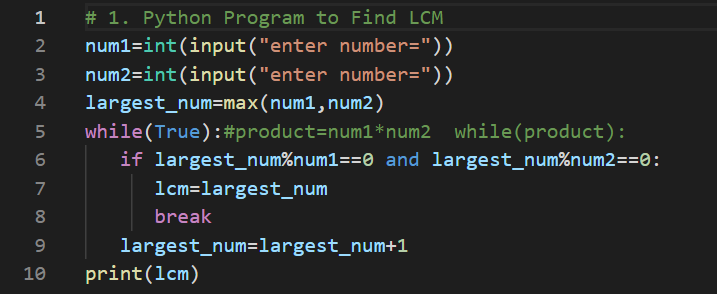 1 # 1. Python Program to Find LCM
2 num1=int(input("enter number="))
3 num2=int(input("enter number="))
4 largest_num=max(num1,num2)
5 while(True):#product=num1*num2  while(product):
6    if largest_num%num1==0 and largest_num%num2==0:
7       lcm=largest_num
8       break
9    largest_num=largest_num+1
10 print(lcm)